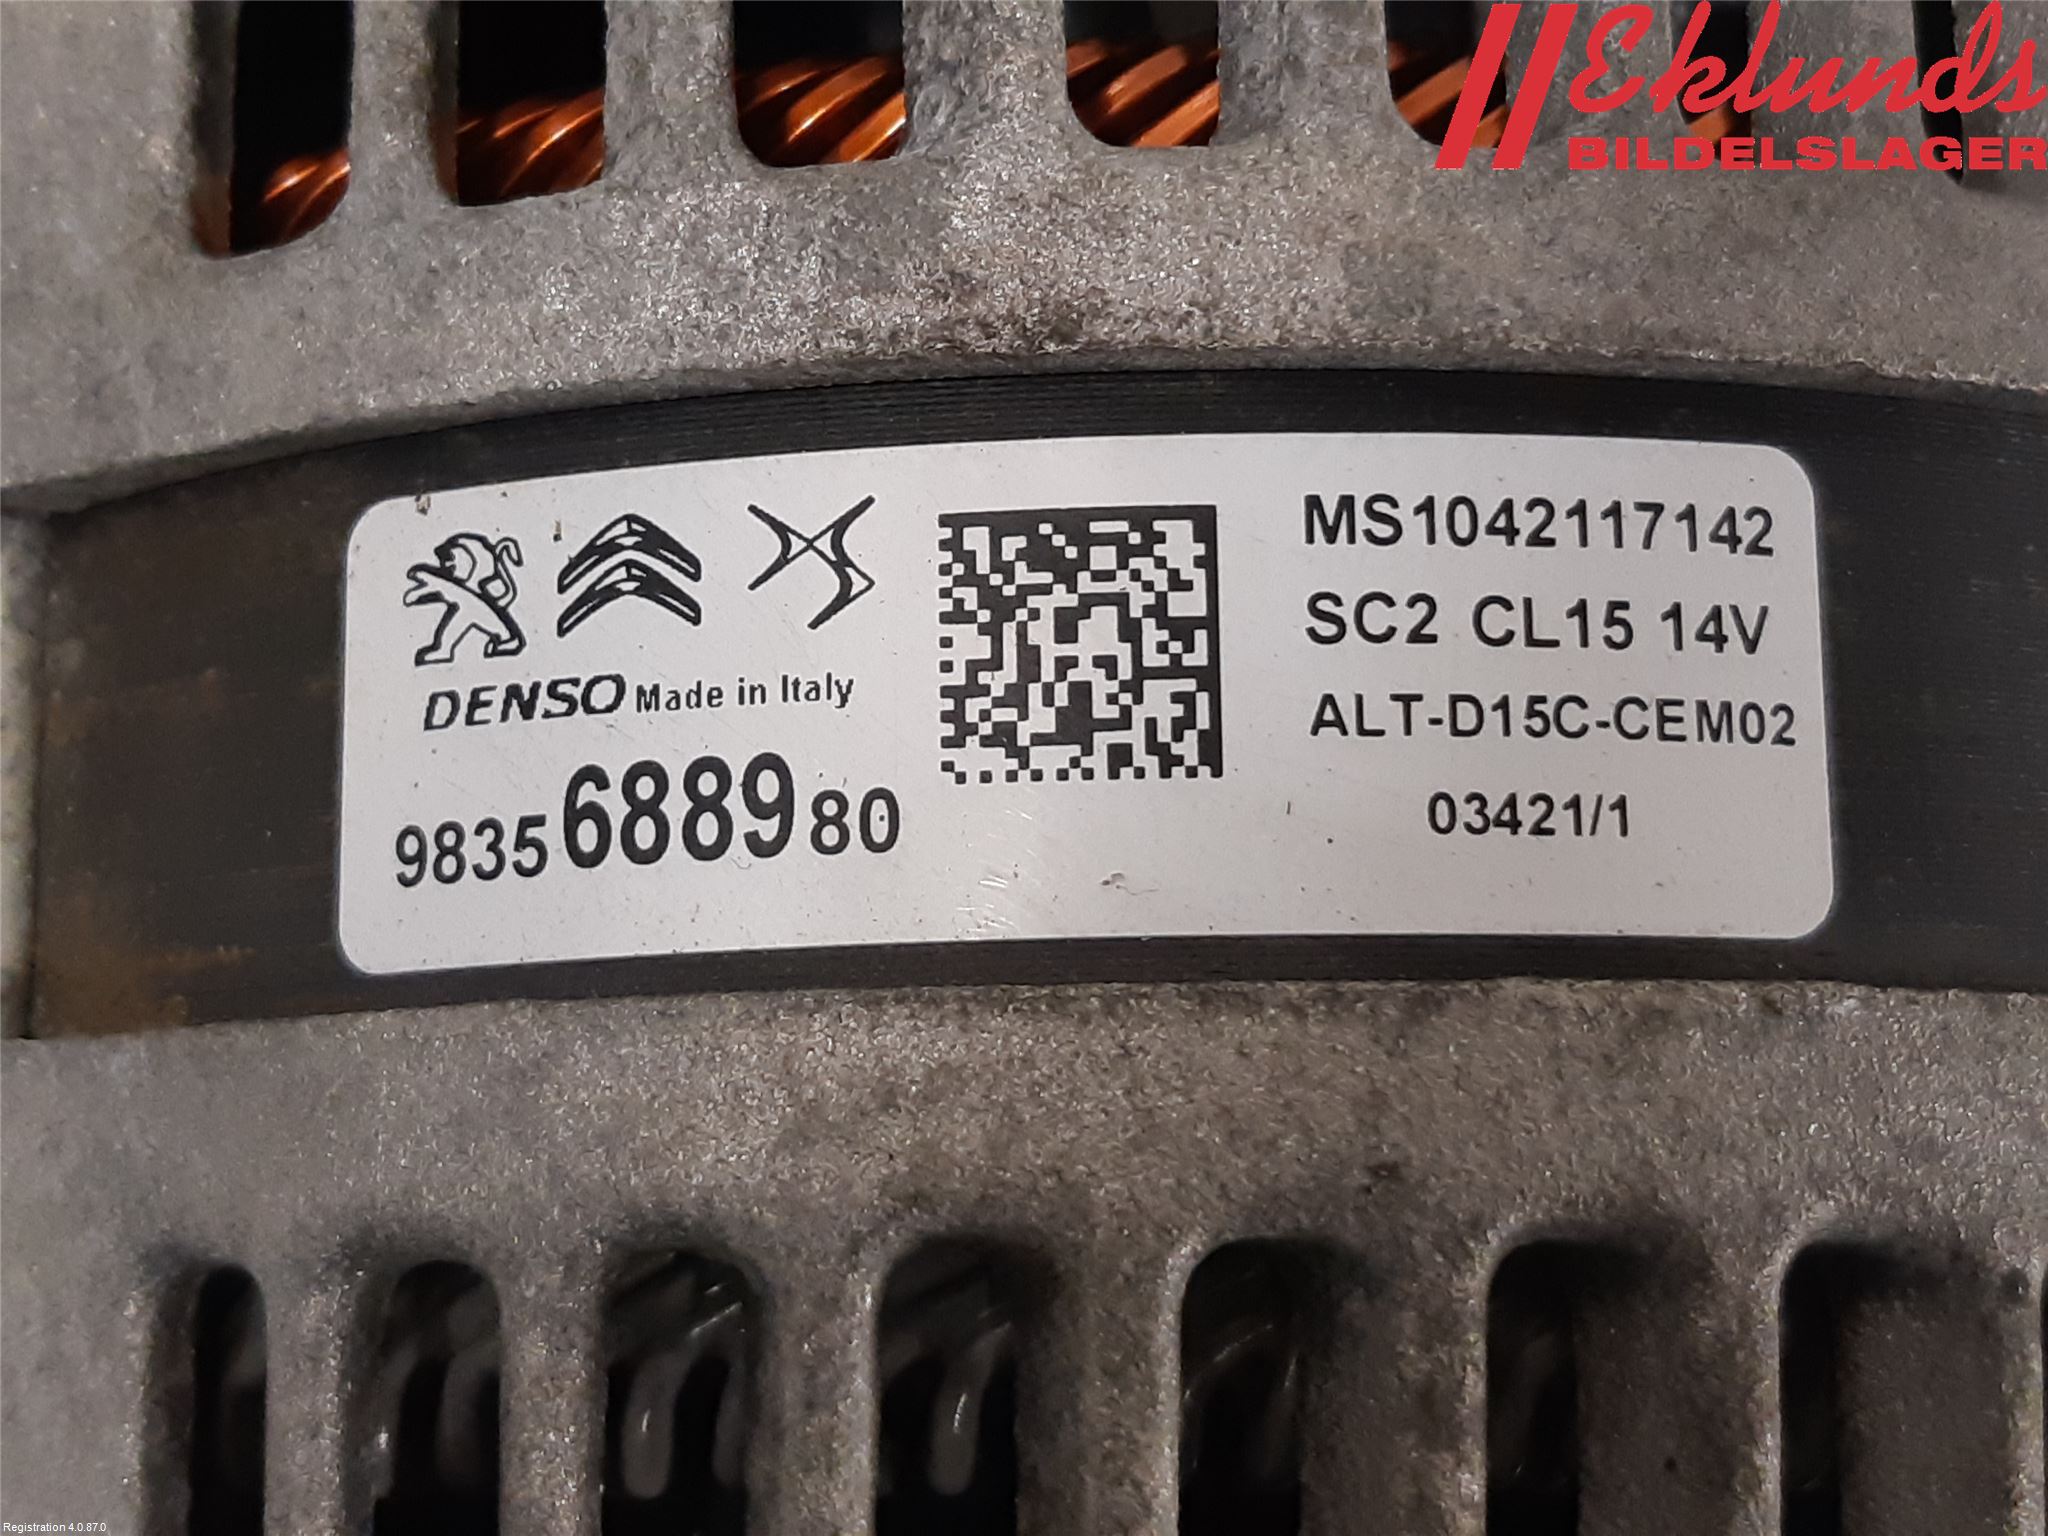 Eklunds
BILDELSLAGER
DENSO Made in Italy
9835688980
MS1042117142
SC2 CL15 14V
ALT-D15C-CEM02
03421/1
Registration 4.0.87.0